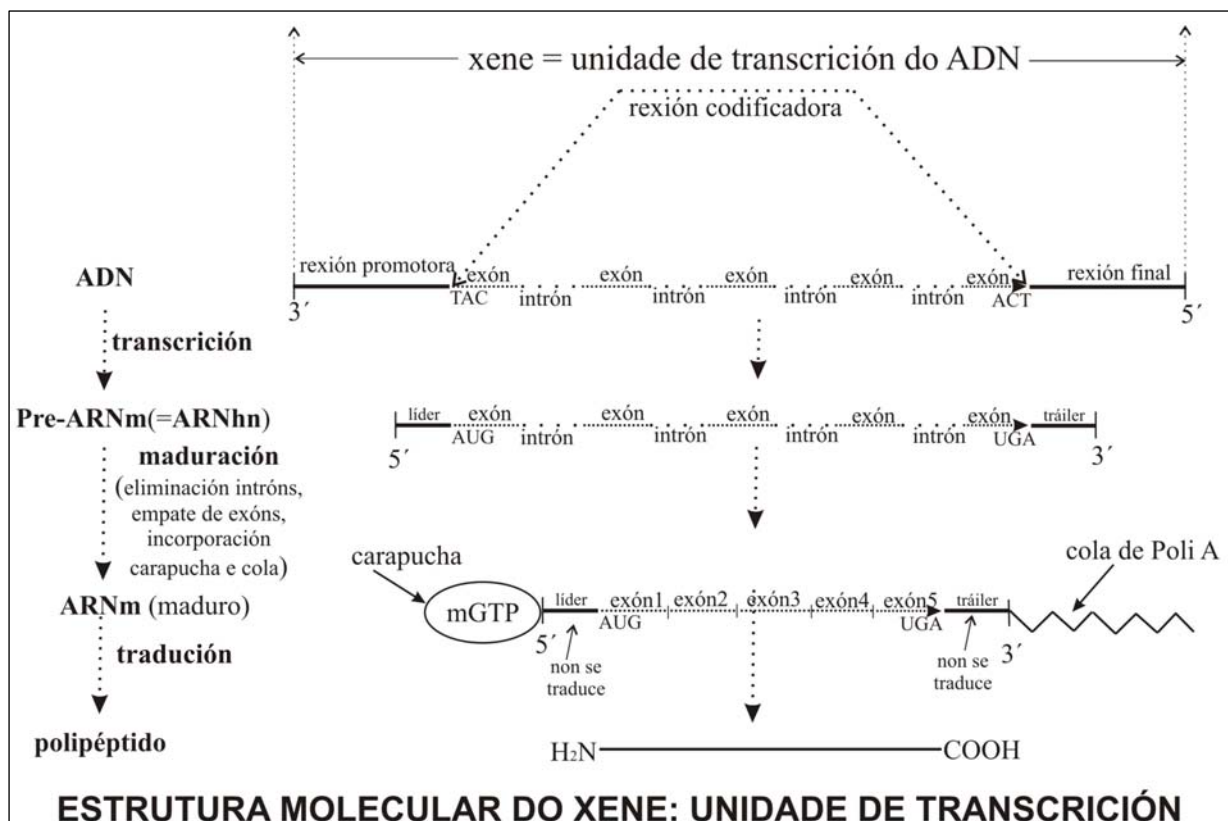 xene = unidade de transcrición do ADN
rexión codificadora
ADN
rexión promotora
exón
exón
exón
exón
exón
rexión final
TAC
intrón
intrón
intrón
intrón
ACT
3´
5´
transcrición
Pre-ARNm(=ARNhn)
líder
exón
exón
exón
exón
exón
tráiler
AUG
intrón
intrón
intrón
intrón
UGA
5´
3´
maduración
(eliminación intróns,
empate de exóns,
incorporación
carapucha e cola)
carapucha
cola de Poli A
ARNm (maduro)
mGTP
líder
exón1
exón2
exón3
exón4
exón5
tráiler
5´
AUG
UGA
3´
non se
traduce
non se
traduce
tradución
polipéptido
H2N
COOH
ESTRUTURA MOLECULAR DO XENE: UNIDADE DE TRANSCRICIÓN